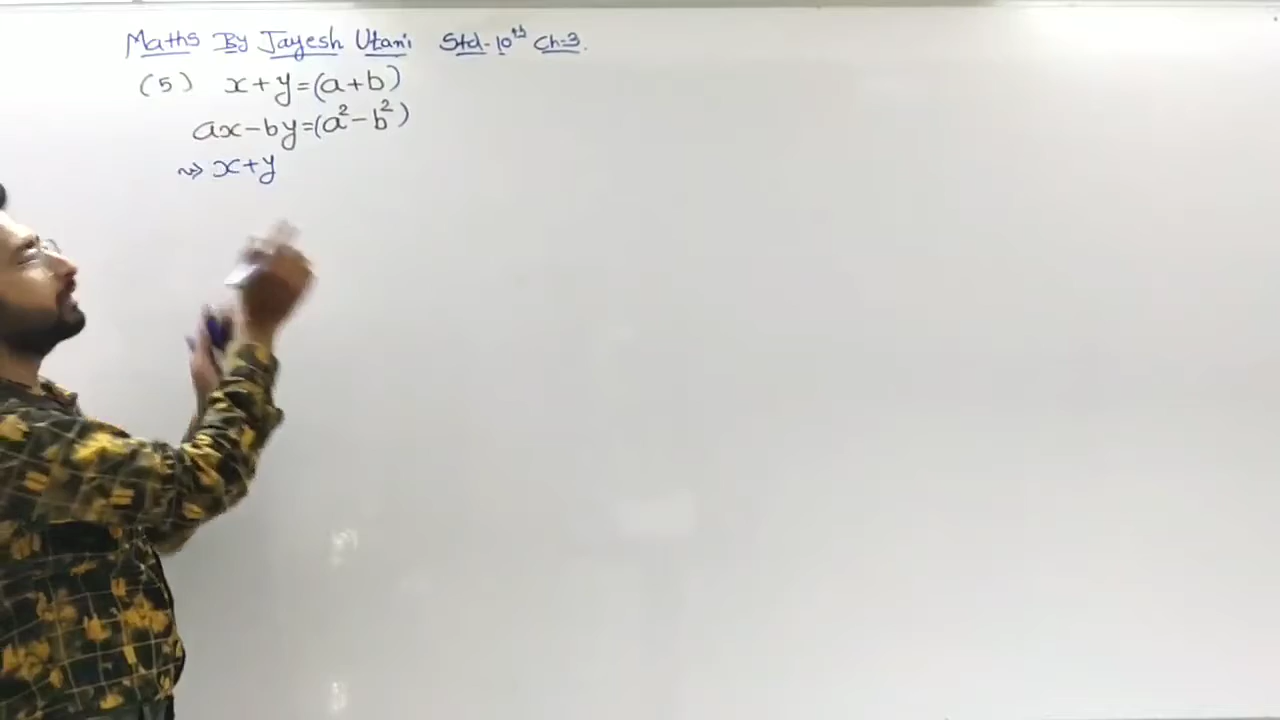 Maths By Jayesh Utani Std-10th Ch-3.
(5) x+y=(a+b)
ax-by=(a²-b²)
⇝ x+y